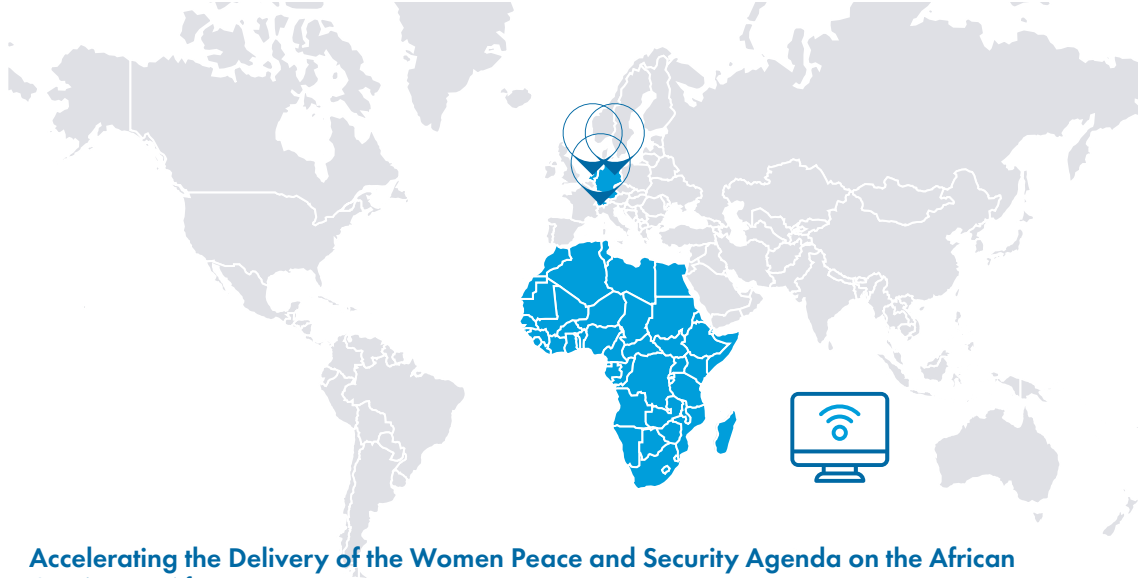 Accelerating the Delivery of the Women Peace and Security Agenda on the African